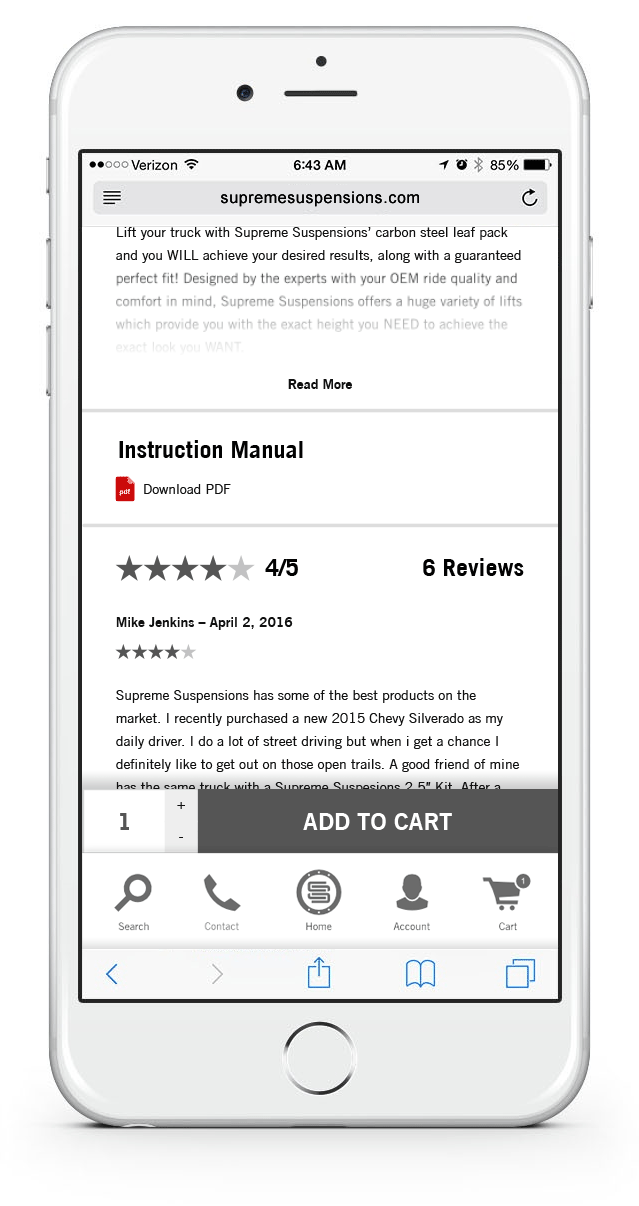 Verizon 6:43 AM 85%
supremesuspensions.com
Lift your truck with Supreme Suspensions' carbon steel leaf pack
and you WILL achieve your desired results, along with a guaranteed
perfect fit! Designed by the experts with your OEM ride quality and
comfort in mind, Supreme Suspensions offers a huge variety of lifts
which provide you with the exact height you NEED to achieve the
exact look you WANT.
Read More
Instruction Manual
pdf Download PDF
4/5 6 Reviews
Mike Jenkins – April 2, 2016
Supreme Suspensions has some of the best products on the
market. I recently purchased a new 2015 Chevy Silverado as my
daily driver. I do a lot of street driving but when i get a chance I
definitely like to get out on those open trails. A good friend of mine
has the same truck with a Supreme Suspesions 2.5" Kit. After a
1 + - ADD TO CART
1
Search Contact Home Account Cart